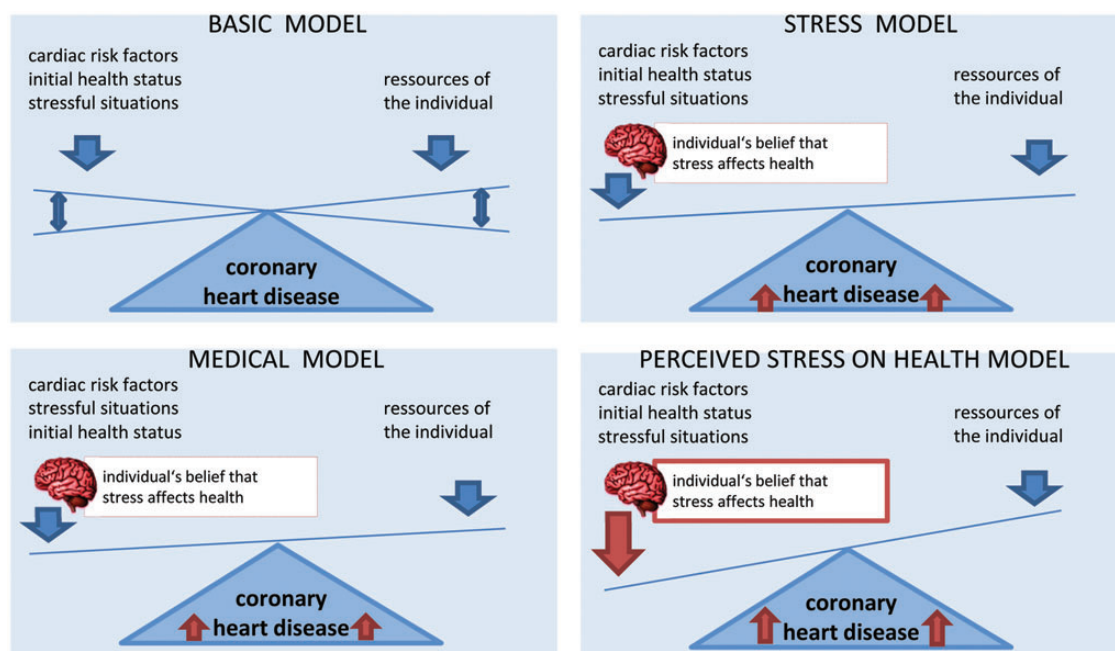 BASIC MODEL
cardiac risk factors
initial health status
stressful situations
ressources of
the individual
coronary
heart disease
STRESS MODEL
cardiac risk factors
initial health status
stressful situations
ressources of
the individual
individual‘s belief that
stress affects health
coronary
heart disease
MEDICAL MODEL
cardiac risk factors
stressful situations
initial health status
ressources of
the individual
individual‘s belief that
stress affects health
coronary
heart disease
PERCEIVED STRESS ON HEALTH MODEL
cardiac risk factors
initial health status
stressful situations
ressources of
the individual
individual‘s belief that
stress affects health
coronary
heart disease